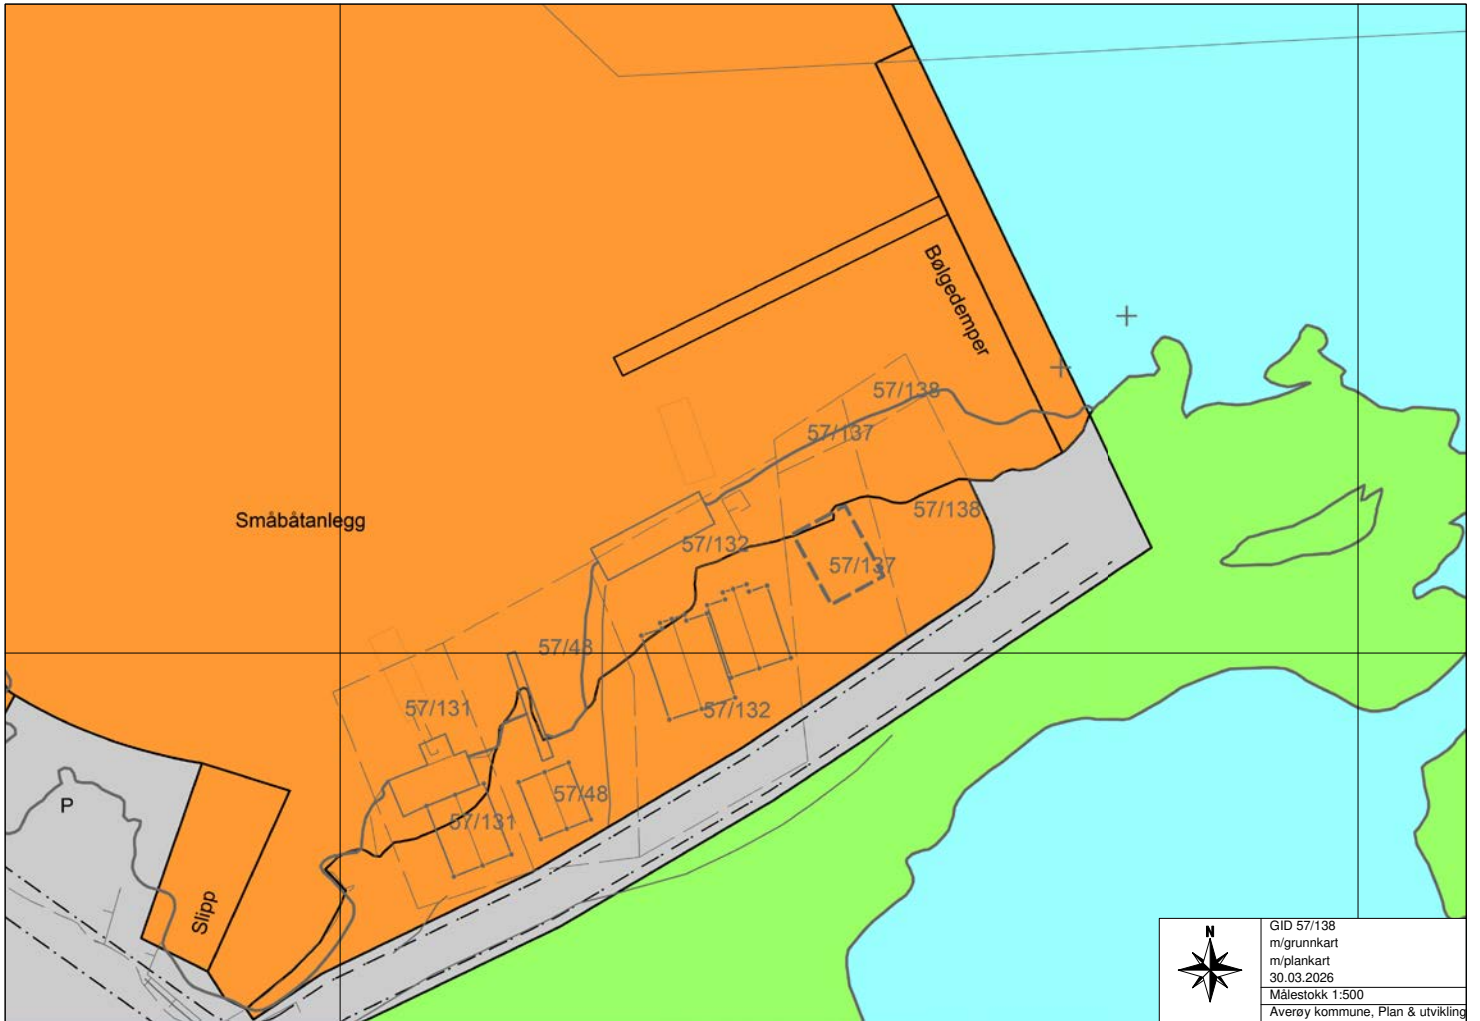 Bølgedemper
57/138
57/137
Småbåtanlegg
57/138
57/132
57/137
57/48
57/131
57/132
57/48
P
57/131
Slipp
N
GID 57/138
m/grunnkart
m/plankart
30.03.2026
Målestokk 1:500
Averøy kommune, Plan & utvikling